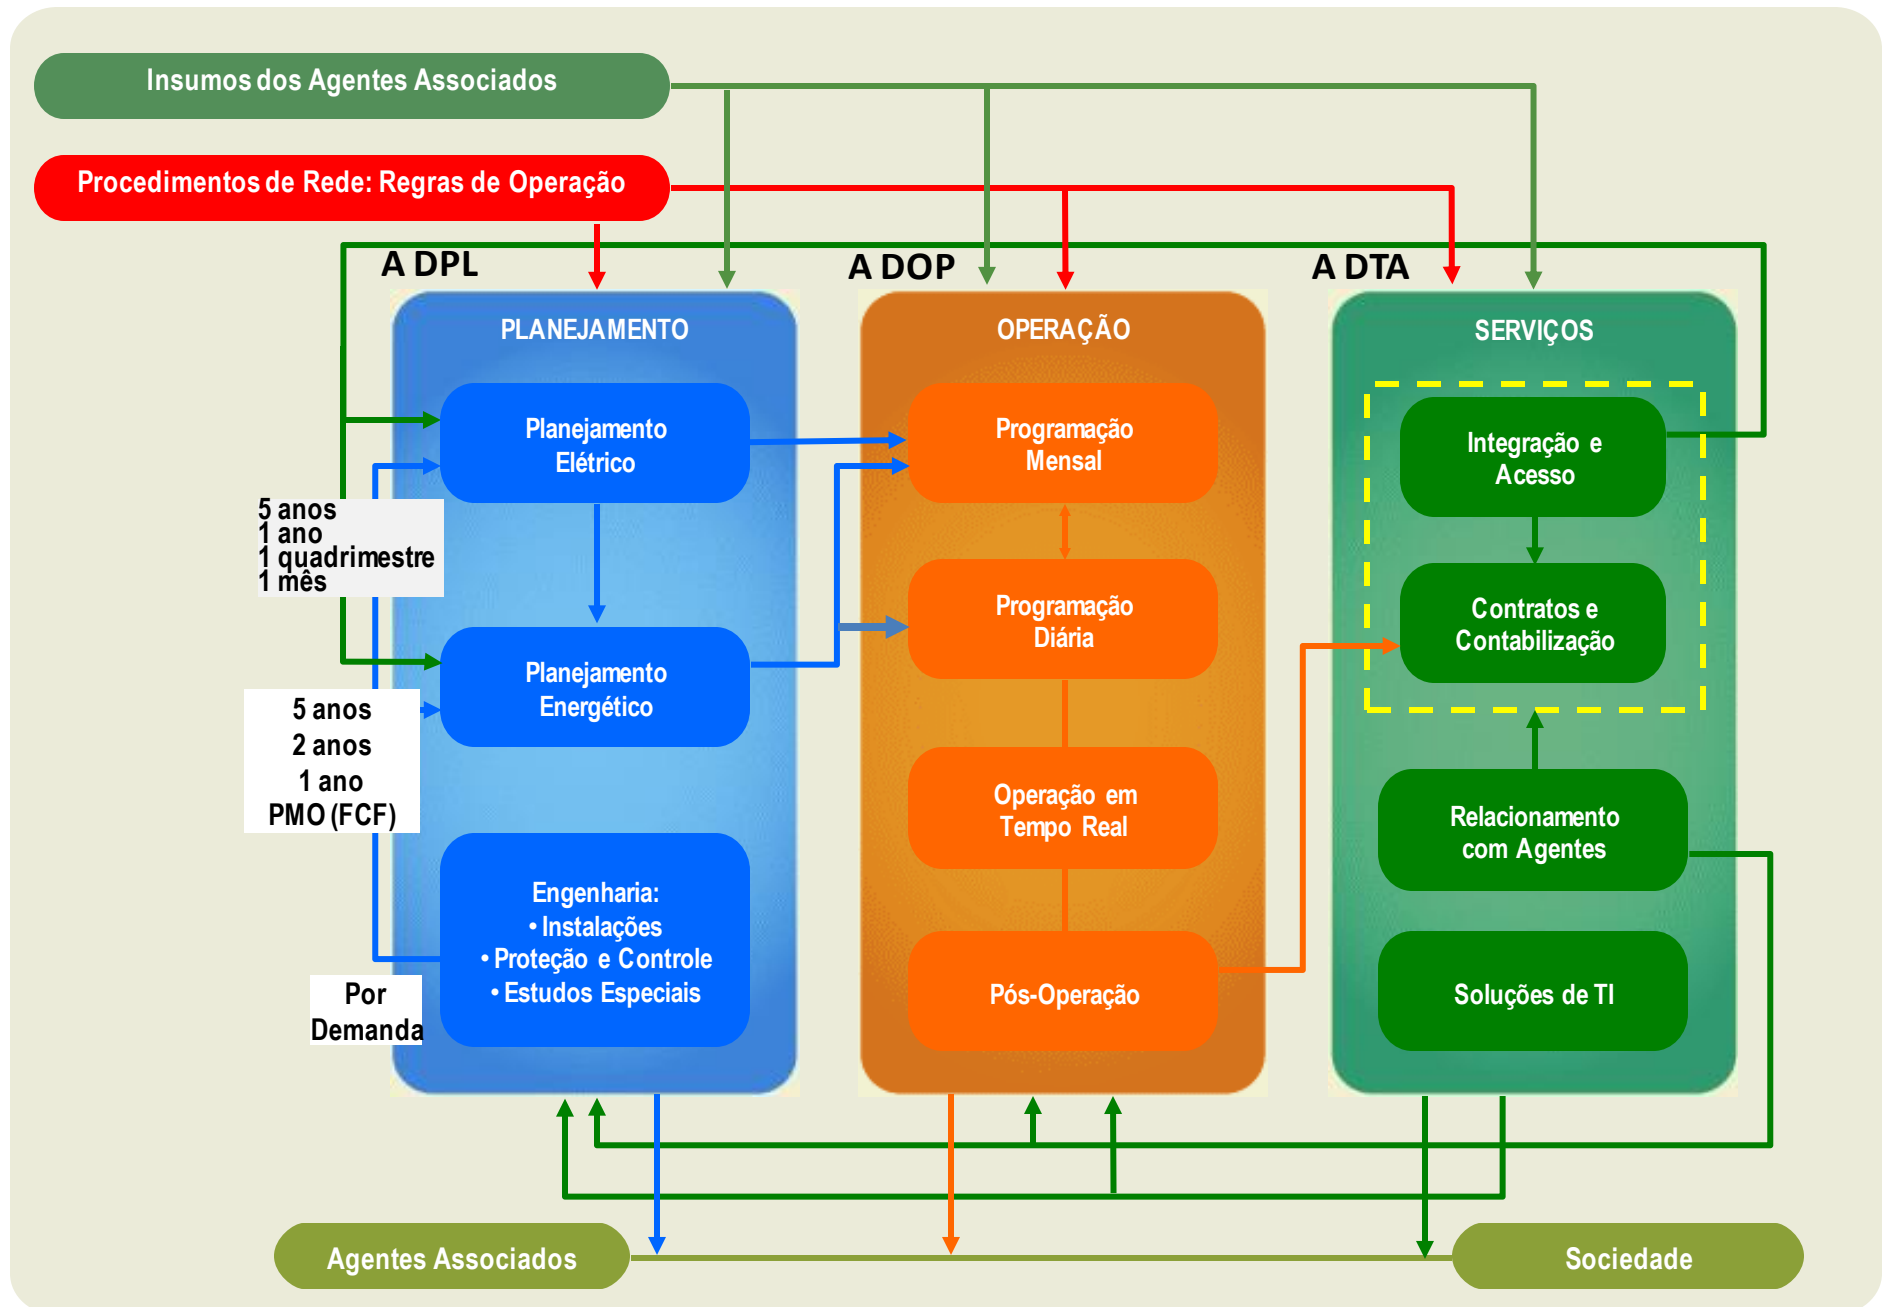 Insumos dos Agentes Associados
Procedimentos de Rede: Regras de Operação
A DPL
A DOP
A DTA
PLANEJAMENTO
Planejamento
Elétrico
5 anos
1 ano
1 quadrimestre
1 mês
Planejamento
Energético
5 anos
2 anos
1 ano
PMO (FCF)
Engenharia:
• Instalações
• Proteção e Controle
• Estudos Especiais
Por
Demanda
OPERAÇÃO
Programação
Mensal
Programação
Diária
Operação em
Tempo Real
Pós-Operação
SERVIÇOS
Integração e
Acesso
Contratos e
Contabilização
Relacionamento
com Agentes
Soluções de TI
Agentes Associados
Sociedade